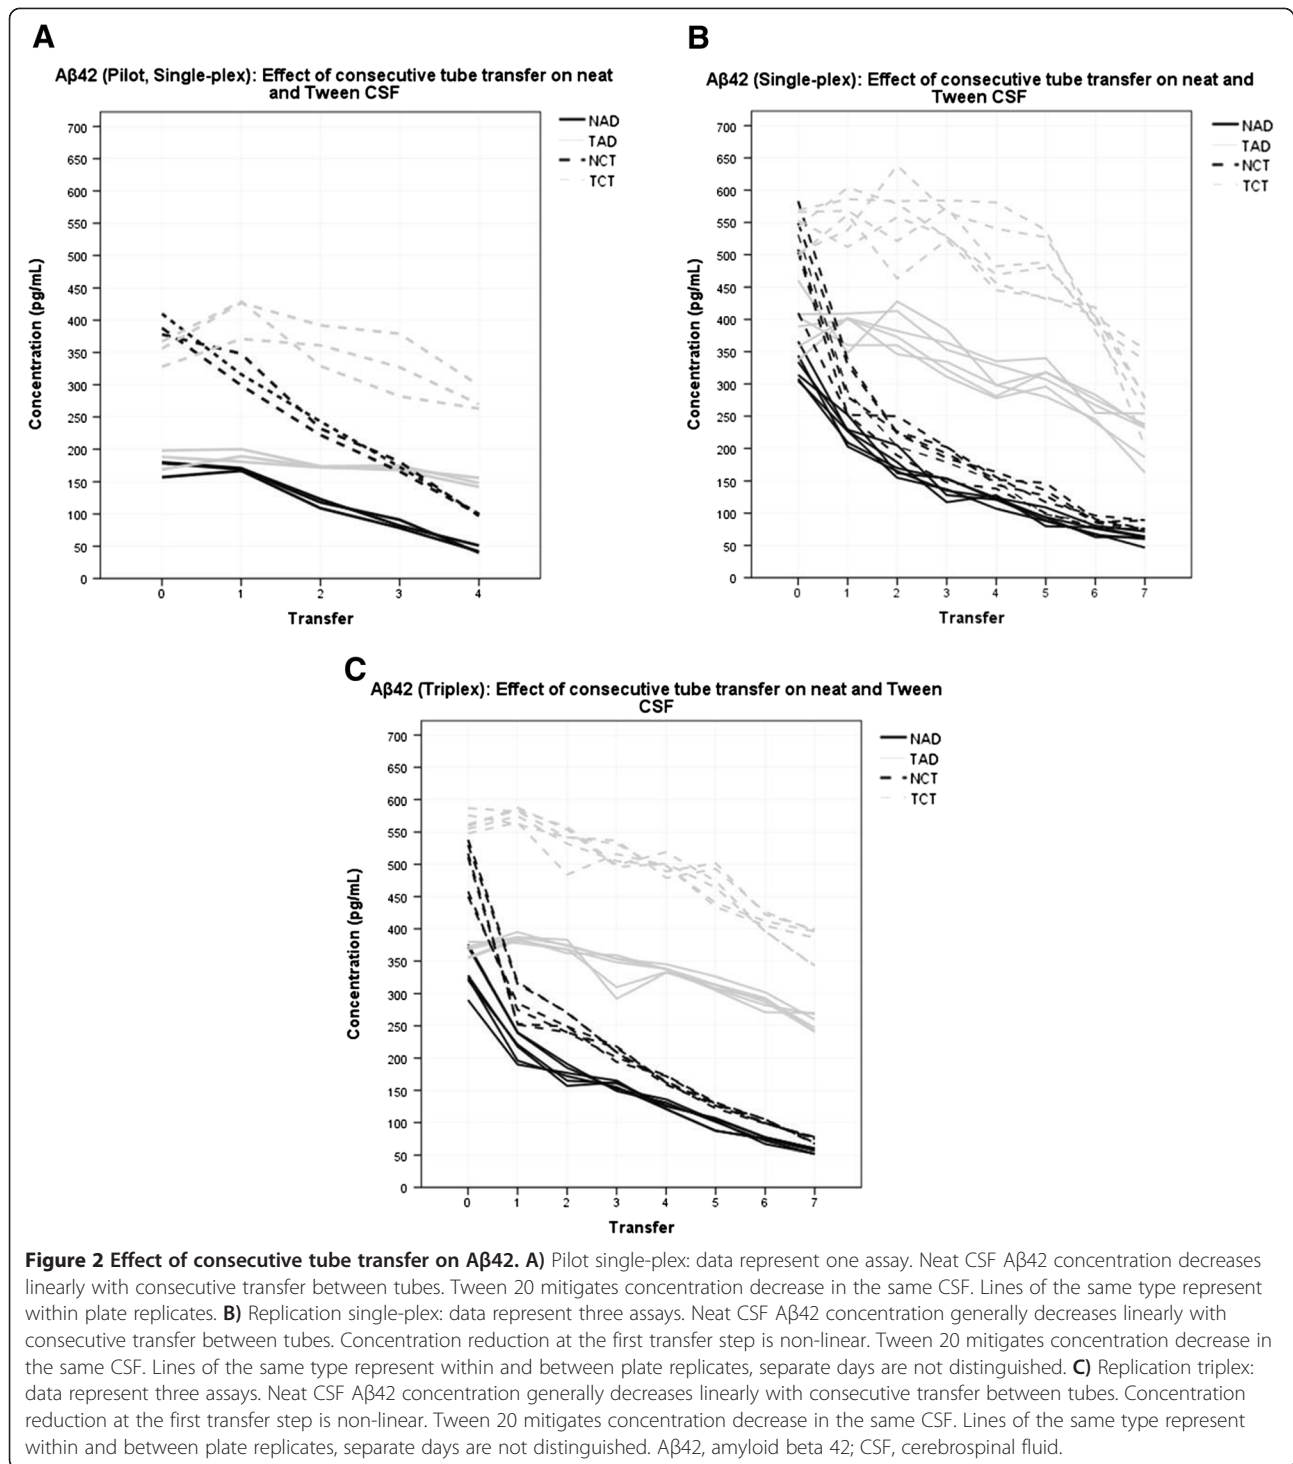 A
Aβ42 (Pilot, Single-plex): Effect of consecutive tube transfer on neat
and Tween CSF
700
650
600
550
500
450
400
350
300
250
200
150
100
50
0
Concentration (pg/mL)
0 1 2 3 4
Transfer
NAD
TAD
NCT
TCT
B
Aβ42 (Single-plex): Effect of consecutive tube transfer on neat and
Tween CSF
700
650
600
550
500
450
400
350
300
250
200
150
100
50
0
Concentration (pg/mL)
0 1 2 3 4 5 6 7
Transfer
NAD
TAD
NCT
TCT
C
Aβ42 (Triplex): Effect of consecutive tube transfer on neat and Tween
CSF
700
650
600
550
500
450
400
350
300
250
200
150
100
50
0
Concentration (pg/mL)
0 1 2 3 4 5 6 7
Transfer
NAD
TAD
NCT
TCT
Figure 2 Effect of consecutive tube transfer on Aβ42. A) Pilot single-plex: data represent one assay. Neat CSF Aβ42 concentration decreases
linearly with consecutive transfer between tubes. Tween 20 mitigates concentration decrease in the same CSF. Lines of the same type represent
within plate replicates. B) Replication single-plex: data represent three assays. Neat CSF Aβ42 concentration generally decreases linearly with
consecutive transfer between tubes. Concentration reduction at the first transfer step is non-linear. Tween 20 mitigates concentration decrease in
the same CSF. Lines of the same type represent within and between plate replicates, separate days are not distinguished. C) Replication triplex:
data represent three assays. Neat CSF Aβ42 concentration generally decreases linearly with consecutive transfer between tubes. Concentration
reduction at the first transfer step is non-linear. Tween 20 mitigates concentration decrease in the same CSF. Lines of the same type represent
within and between plate replicates, separate days are not distinguished. Aβ42, amyloid beta 42; CSF, cerebrospinal fluid.